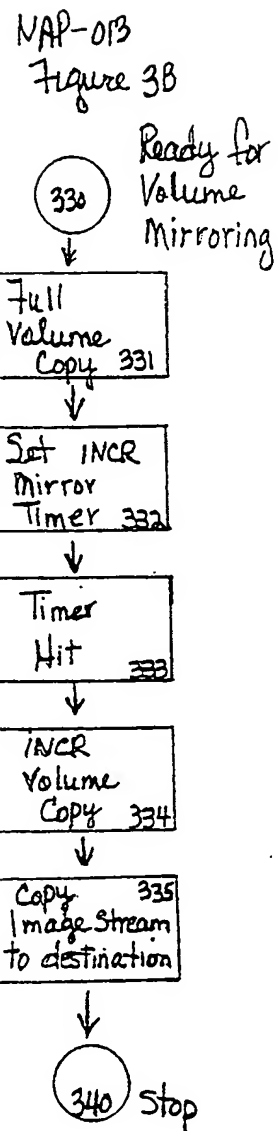 NAP-013
Figure 3B
Ready for
Volume
Mirroring
330
Full
Volume
Copy 331
Set INCR
Mirror
Timer 332
Timer
Hit 333
INCR
Volume
Copy 334
Copy 335
Image Stream
to destination
340 Stop